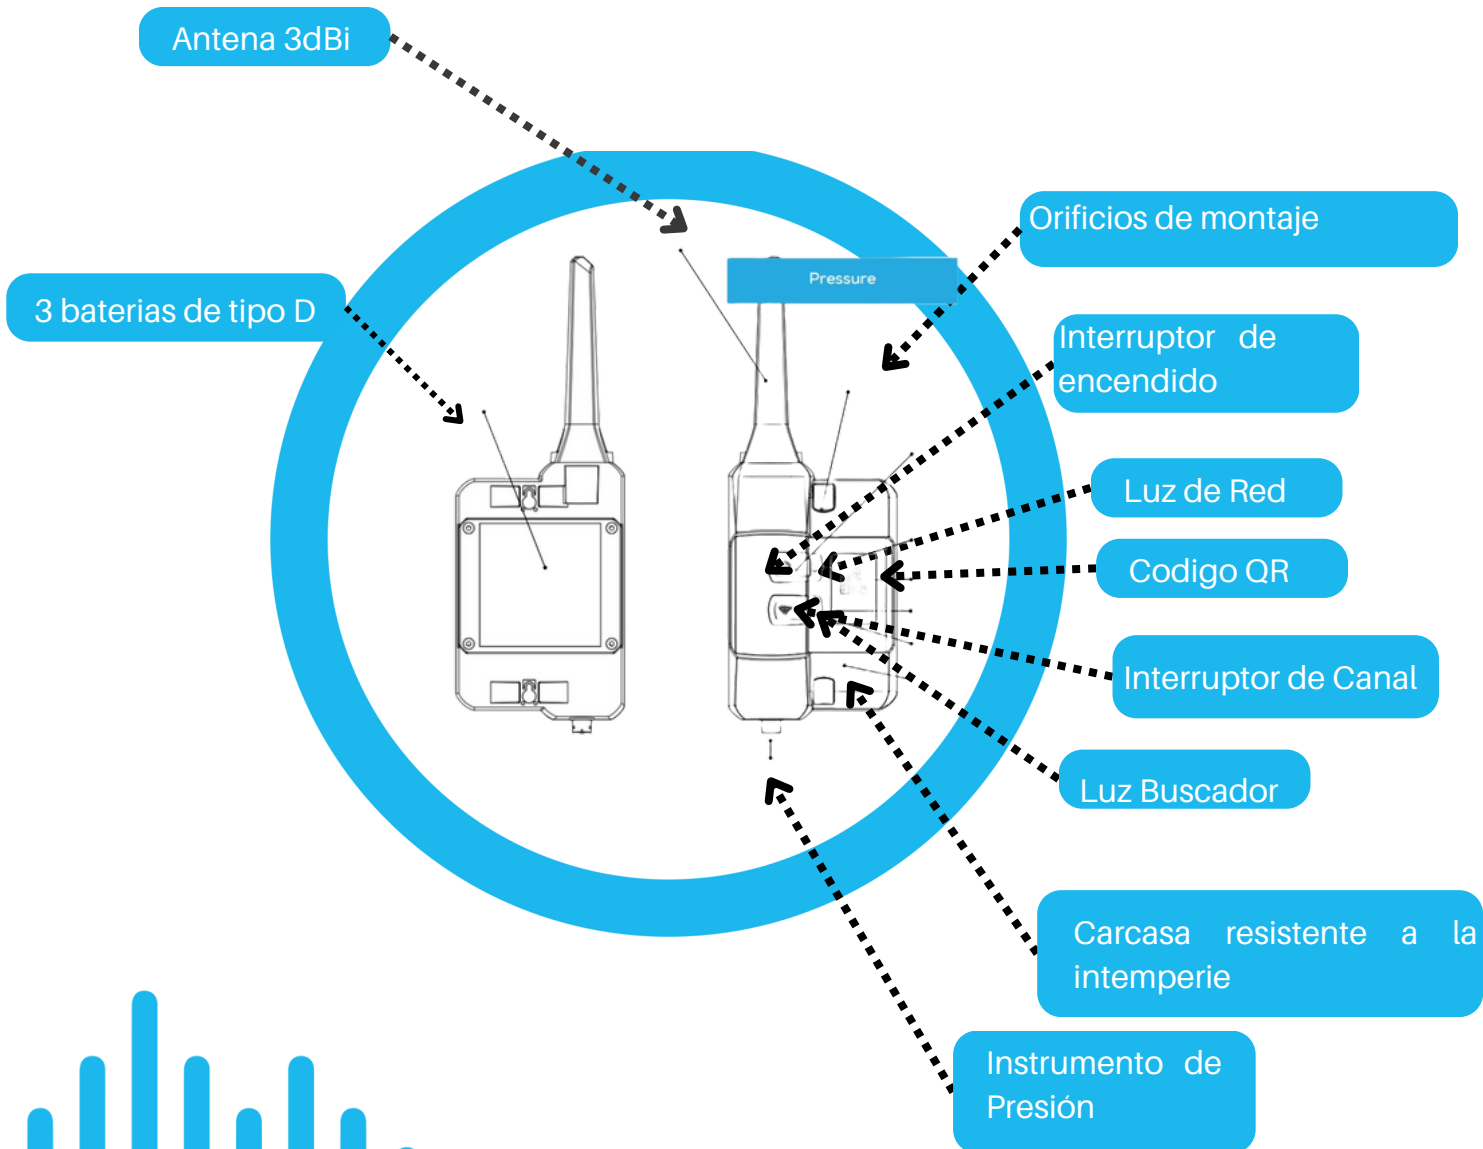 Antena 3dBi
Orificios de montaje
Pressure
3 baterias de tipo D
Interruptor de
encendido
Luz de Red
Codigo QR
Interruptor de Canal
Luz Buscador
Carcasa resistente a la
intemperie
Instrumento de
Presión